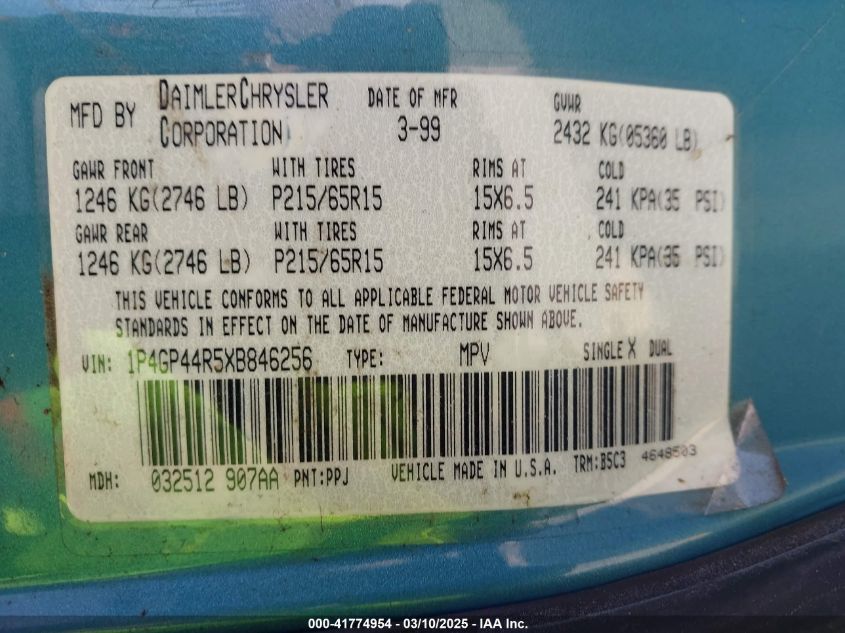 MFD BY DAIMLERCHRYSLER CORPORATION DATE OF MFR 3-99 GVWR 2432 KG(05360 LB)
GAWR FRONT WITH TIRES RIMS AT COLD
1246 KG(2746 LB) P215/65R15 15X6.5 241 KPA(35 PSI)
GAWR REAR WITH TIRES RIMS AT COLD
1246 KG(2746 LB) P215/65R15 15X6.5 241 KPA(35 PSI)
THIS VEHICLE CONFORMS TO ALL APPLICABLE FEDERAL MOTOR VEHICLE SAFETY
STANDARDS IN EFFECT ON THE DATE OF MANUFACTURE SHOWN ABOVE.
VIN: 1P4GP44R5XB846256 TYPE: MPV SINGLE X DUAL
MDH: 032512 907AA PNT:PPJ VEHICLE MADE IN U.S.A. TRM:B5C3 4648503
000-41774954 - 03/10/2025 - IAA Inc.